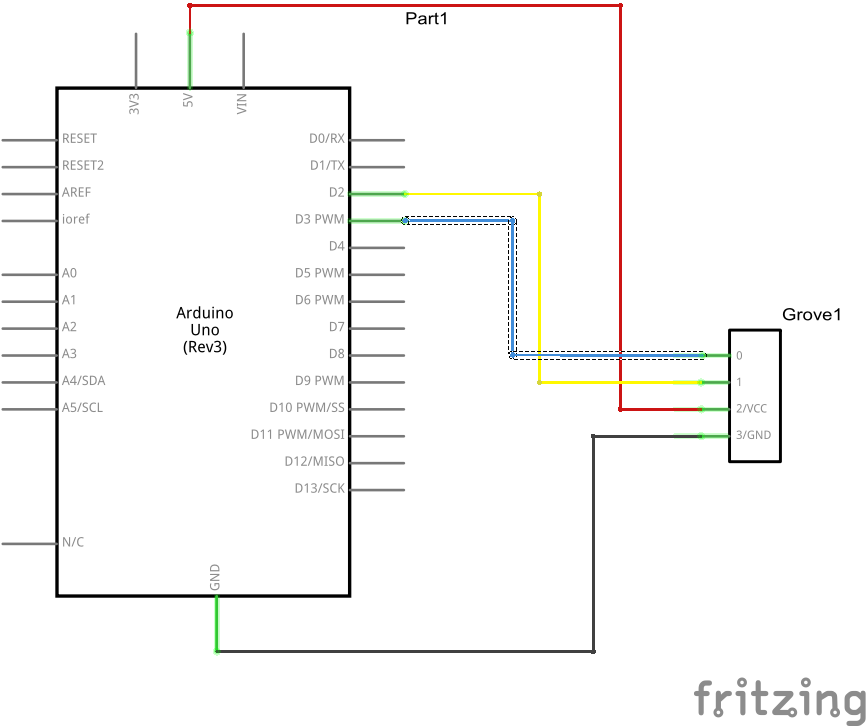 Part1
3V3
5V
VIN
RESET
D0/RX
RESET2
D1/TX
AREF
D2
ioref
D3 PWM
D4
A0
D5 PWM
A1
D6 PWM
Arduino
Uno
(Rev3)
A2
D7
A3
D8
A4/SDA
D9 PWM
A5/SCL
D10 PWM/SS
D11 PWM/MOSI
D12/MISO
D13/SCK
N/C
GND
Grove1
0
1
2/VCC
3/GND
fritzing